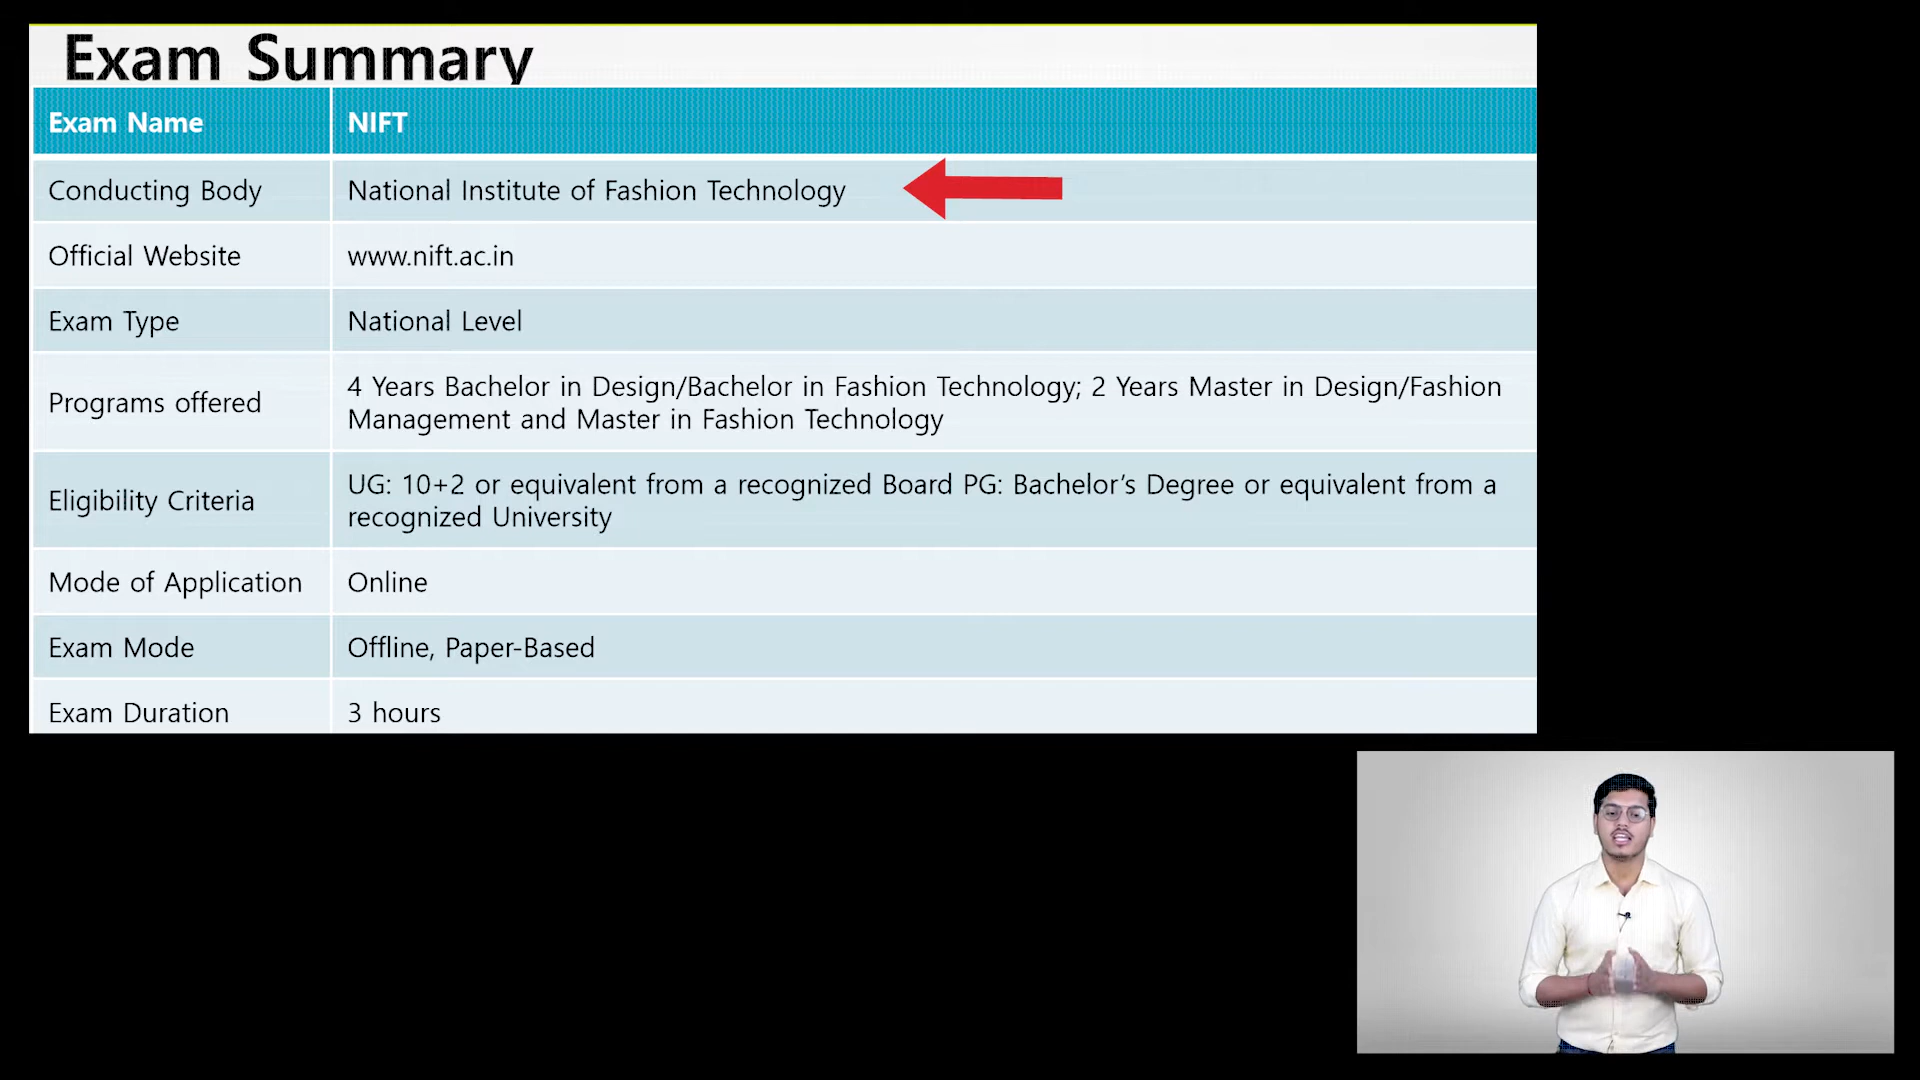 Exam Summary
Exam Name NIFT
Conducting Body National Institute of Fashion Technology
Official Website www.nift.ac.in
Exam Type National Level
Programs offered 4 Years Bachelor in Design/Bachelor in Fashion Technology; 2 Years Master in Design/Fashion
Management and Master in Fashion Technology
Eligibility Criteria UG: 10+2 or equivalent from a recognized Board PG: Bachelor’s Degree or equivalent from a
recognized University
Mode of Application Online
Exam Mode Offline, Paper-Based
Exam Duration 3 hours